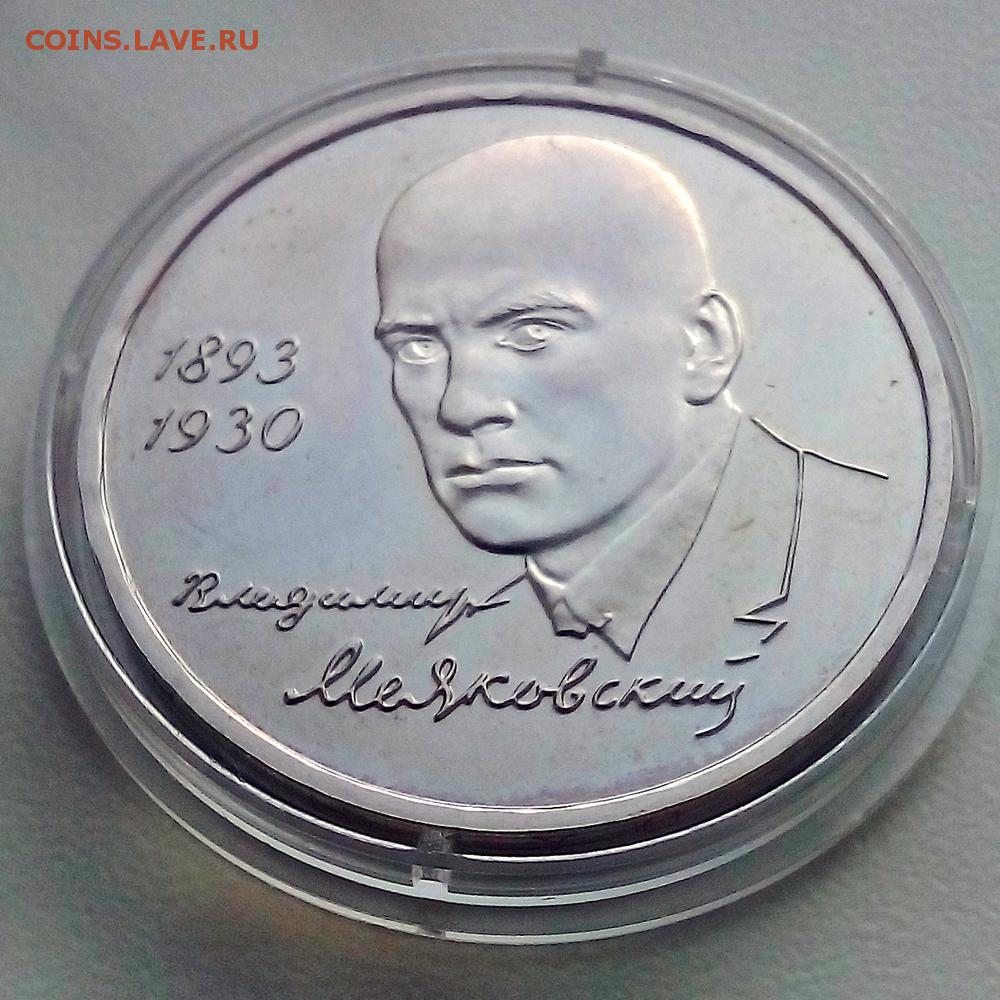 COINS.LAVE.RU
1893
1930
Владимир
Маяковский